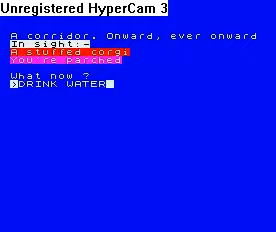 Unregistered HyperCam 3
A corridor. Onward, ever onward
In sight:-
A stuffed corgi
You're parched
What now ?
>DRINK WATER